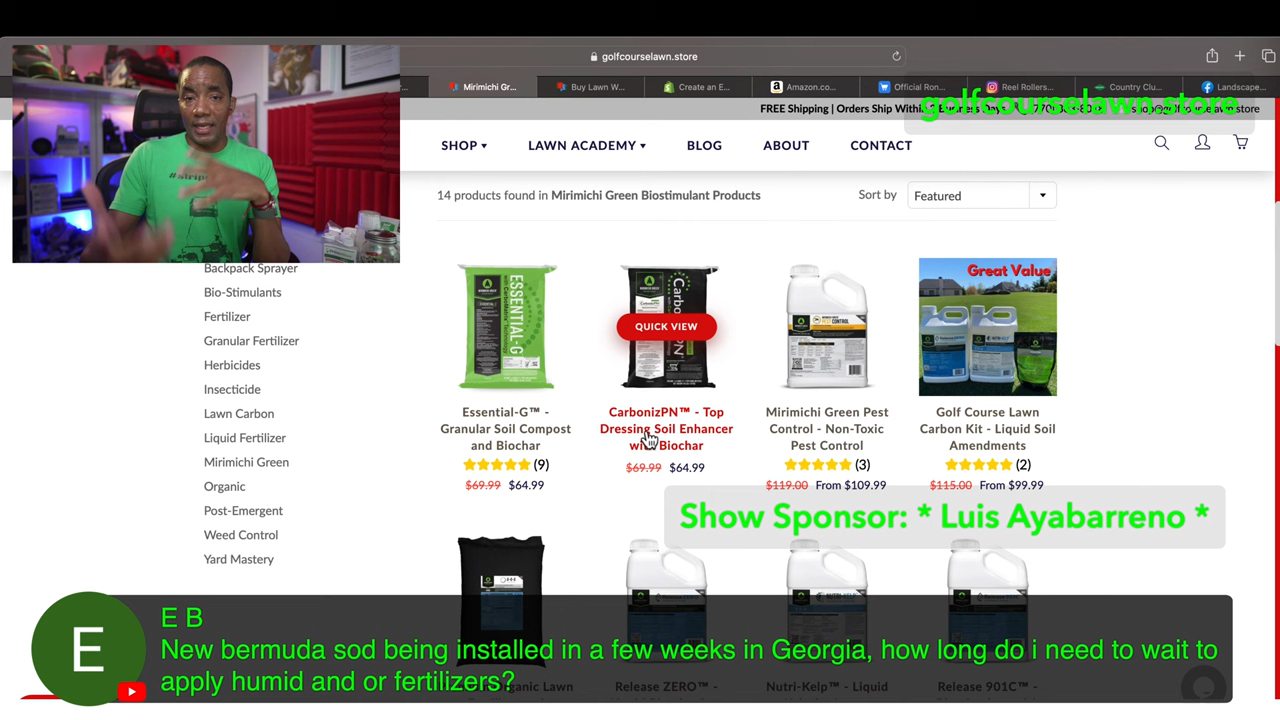 golfcourselawn.store
Mirimichi Gr...
Buy Lawn W...
Create an E...
Amazon.co...
Official Ron...
Reel Rollers...
Country Clu...
Landscape...
FREE Shipping | Orders Ship Within
golfcourselawn.store
SHOP
LAWN ACADEMY
BLOG
ABOUT
CONTACT
14 products found in Mirimichi Green Biostimulant Products
Sort by
Featured
Backpack Sprayer
Bio-Stimulants
Fertilizer
Granular Fertilizer
Herbicides
Insecticide
Lawn Carbon
Liquid Fertilizer
Mirimichi Green
Organic
Post-Emergent
Weed Control
Yard Mastery
ESSENTIAL-G
QUICK VIEW
Great Value
Essential-G™ -
Granular Soil Compost
and Biochar
(9)
$69.99 $64.99
CarbonizPN™ - Top
Dressing Soil Enhancer
with Biochar
$69.99 $64.99
Mirimichi Green Pest
Control - Non-Toxic
Pest Control
(3)
$119.00 From $109.99
Golf Course Lawn
Carbon Kit - Liquid Soil
Amendments
(2)
$115.00 From $99.99
Show Sponsor: * Luis Ayabarreno *
E
E B
New bermuda sod being installed in a few weeks in Georgia, how long do i need to wait to
apply humid and or fertilizers?
Organic Lawn
Release ZERO™ -
Nutri-Kelp™ - Liquid
Release 901C™ -